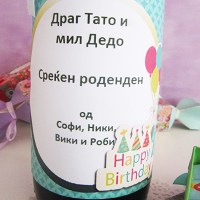 Драг Тато и
мил Дедо
Среќен роденден
од
Софи, Ники,
Вики и Роби
Happy
Birthday